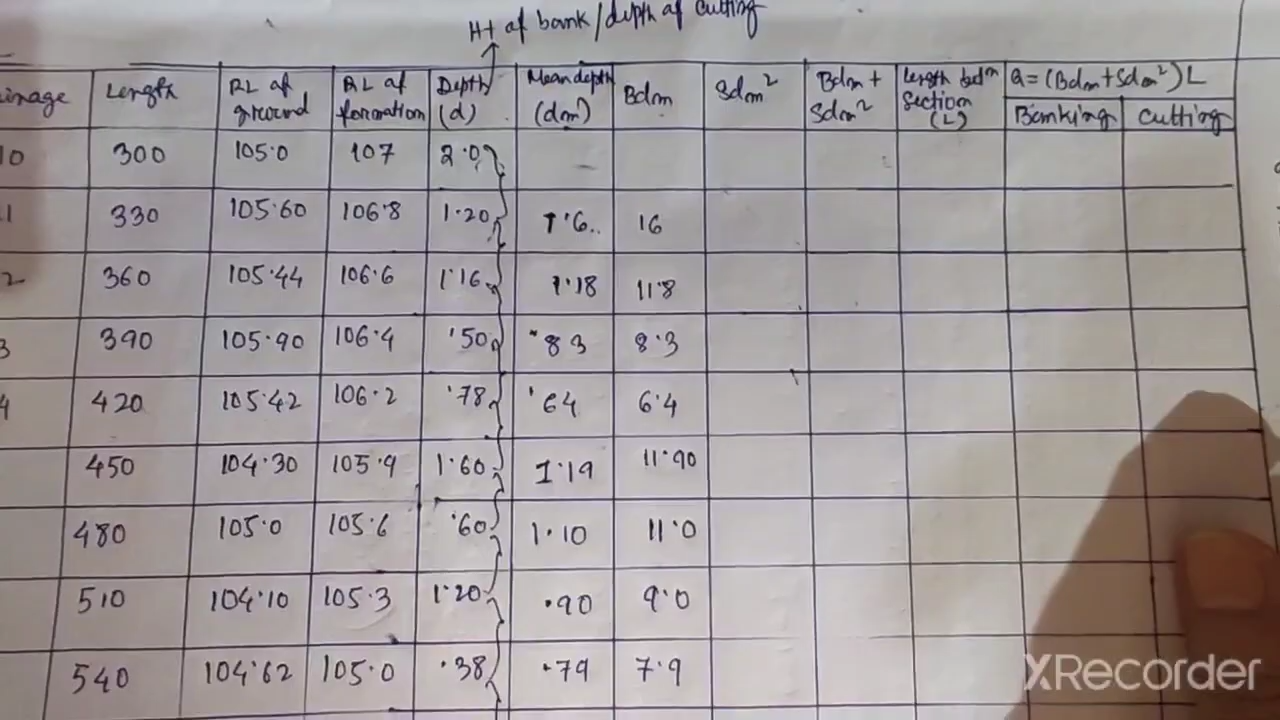 Ht of bank/depth of cutting
inage Length RL of ground RL of formation Depth (d) Mean depth (dm) Bdm Sdm² Bdm + Sdm² Length betn Section (L) Q = (Bdm+Sdm²) L
Banking Cutting
10 300 105.0 107 2.0 -
1 330 105.60 106.8 1.20 1.6 16
2 360 105.44 106.6 1.16 1.18 11.8
3 390 105.90 106.4 .50 .83 8.3
4 420 105.42 106.2 .78 .64 6.4
450 104.30 105.9 1.60 1.19 11.90
480 105.0 105.6 .60 1.10 11.0
510 104.10 105.3 1.20 .90 9.0
540 104.62 105.0 .38 .79 7.9
XRecorder